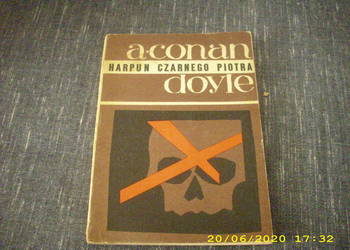 a·conan
HARPUN CZARNEGO PIOTRA
doyle
20/06/2020 17:32